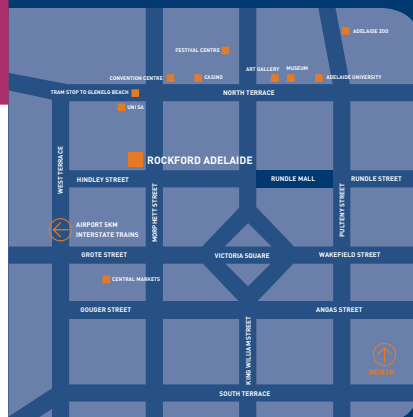 ADELAIDE ZOO
FESTIVAL CENTRE
ART GALLERY
MUSEUM
CONVENTION CENTRE
CASINO
ADELAIDE UNIVERSITY
TRAM STOP TO GLENELG BEACH
NORTH TERRACE
UNI SA
WEST TERRACE
ROCKFORD ADELAIDE
HINDLEY STREET
MORPHETT STREET
RUNDLE MALL
PULTENY STREET
RUNDLE STREET
AIRPORT 5KM
INTERSTATE TRAINS
GROTE STREET
VICTORIA SQUARE
WAKEFIELD STREET
CENTRAL MARKETS
GOUGER STREET
KING WILLIAM STREET
ANGAS STREET
NORTH
SOUTH TERRACE